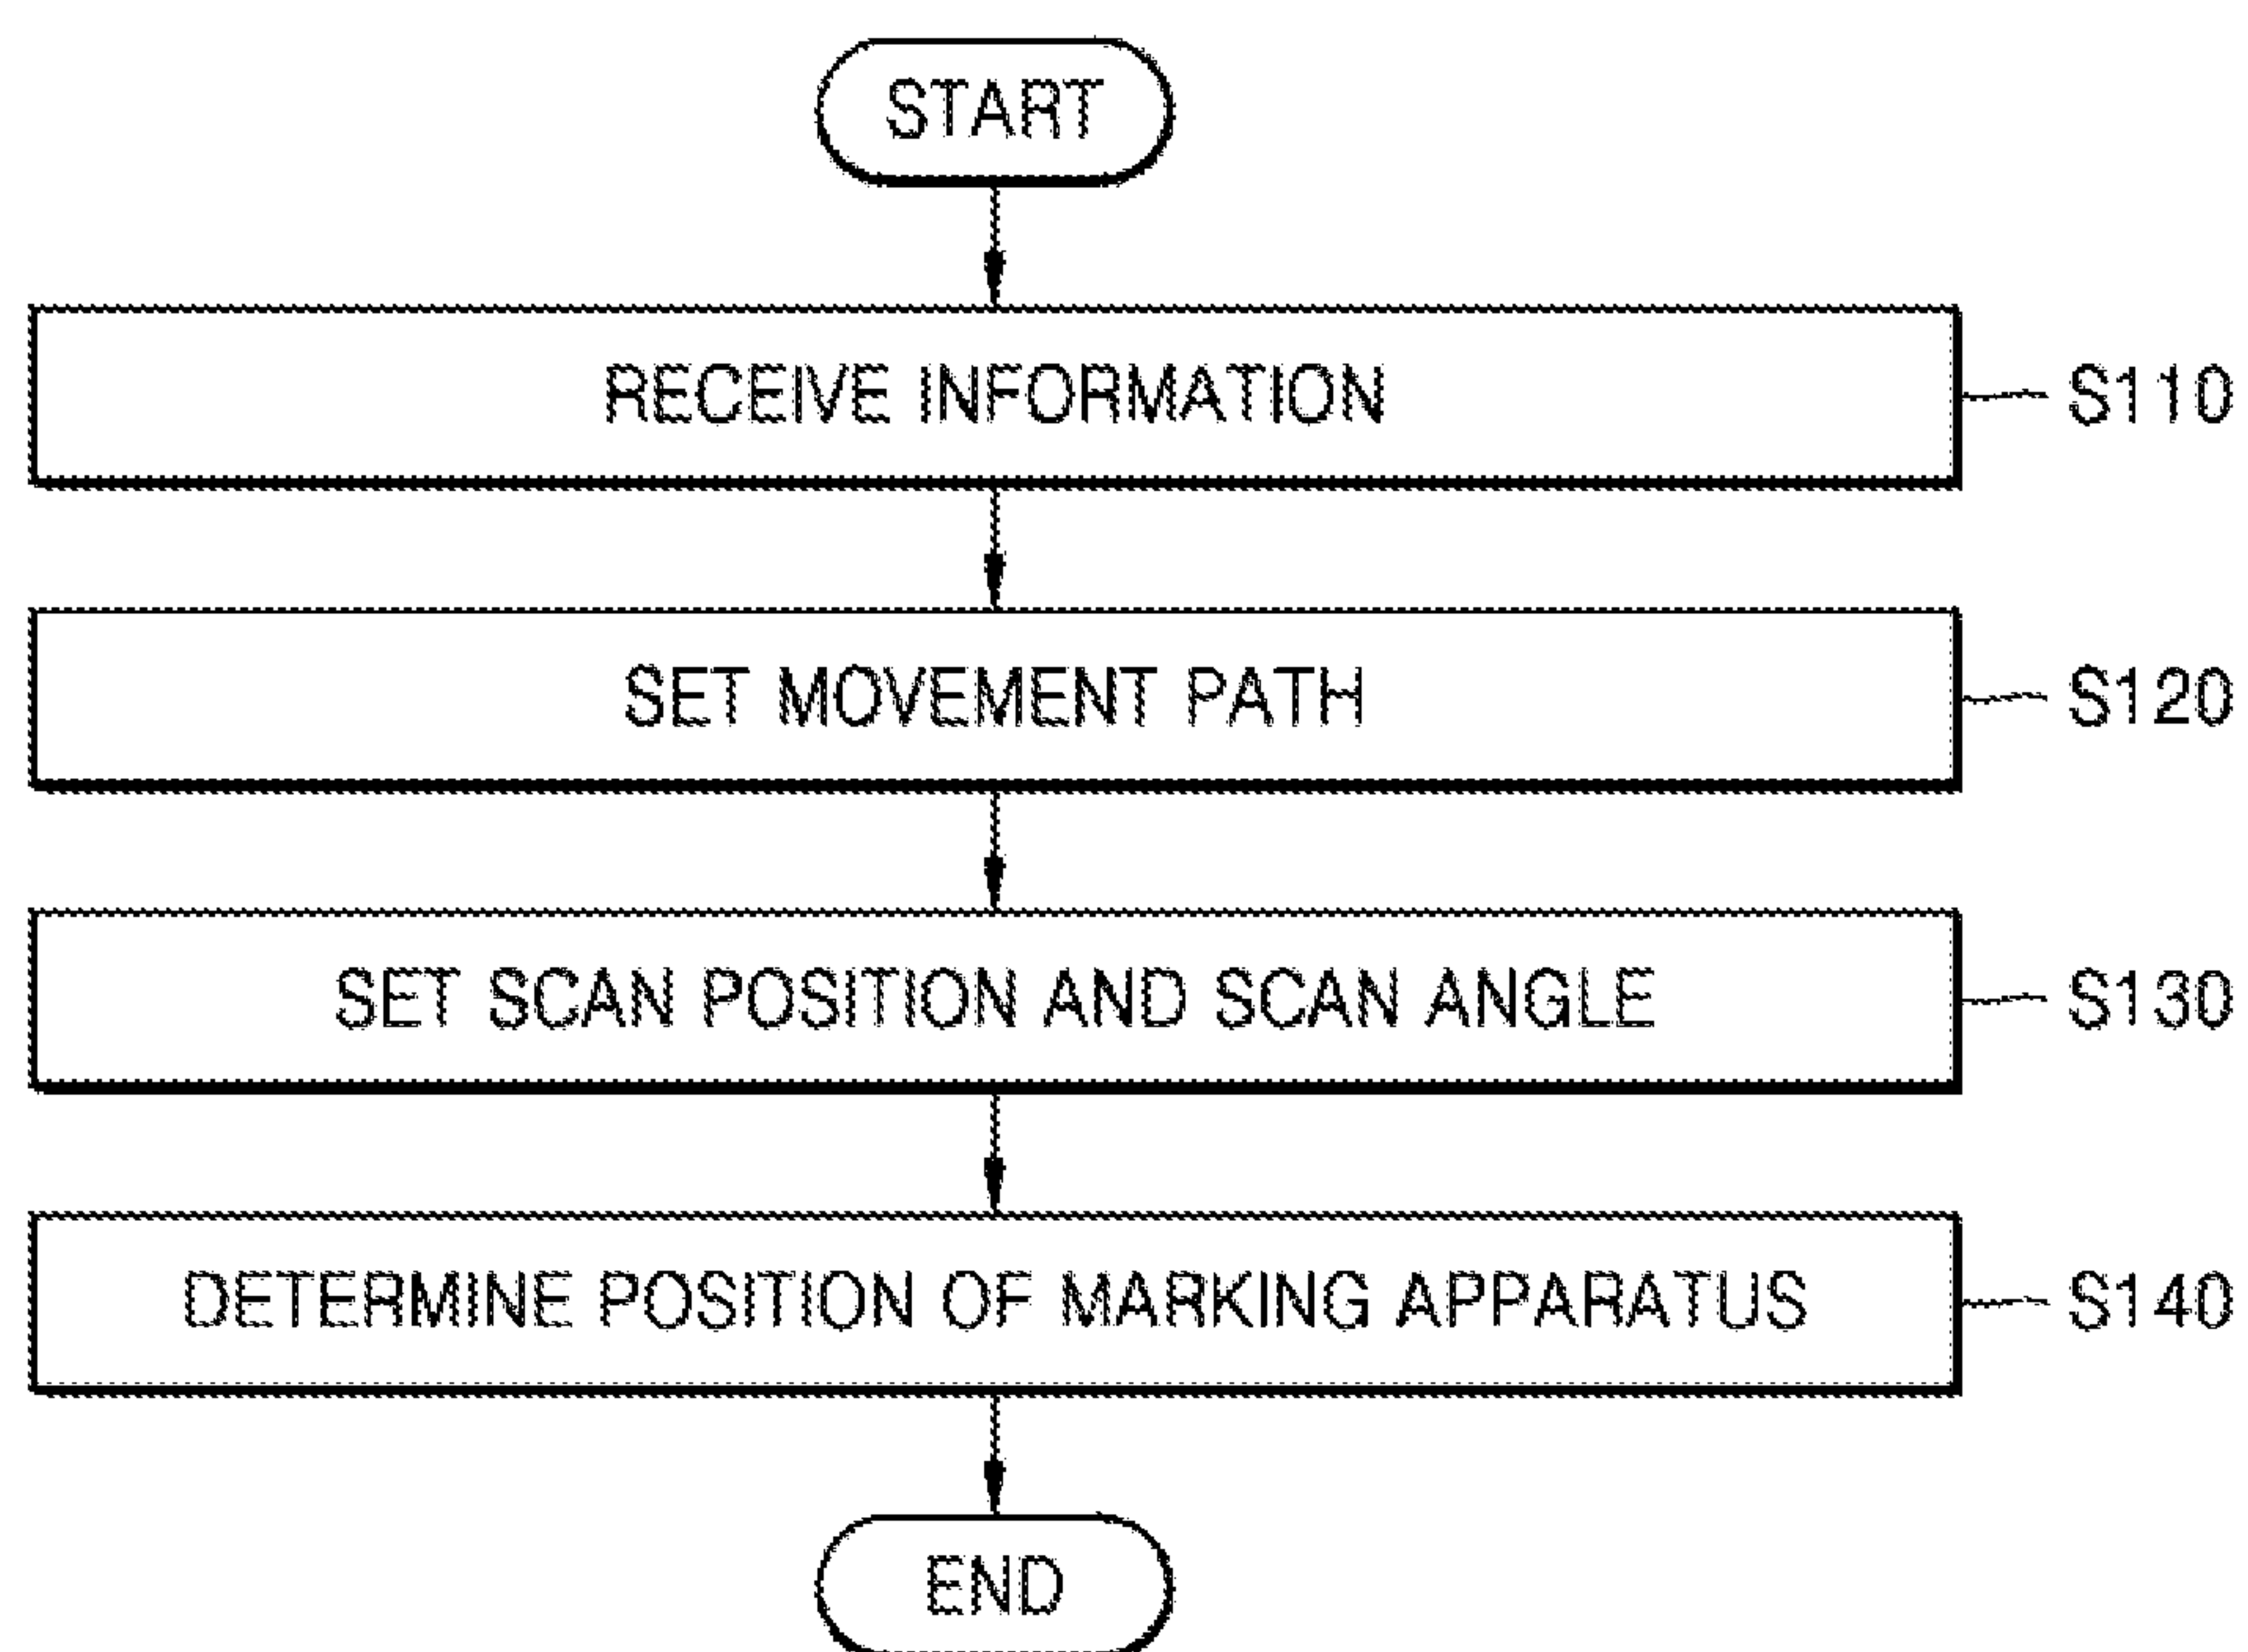 START
RECEIVE INFORMATION S110
SET MOVEMENT PATH S120
SET SCAN POSITION AND SCAN ANGLE S130
DETERMINE POSITION OF MARKING APPARATUS S140
END